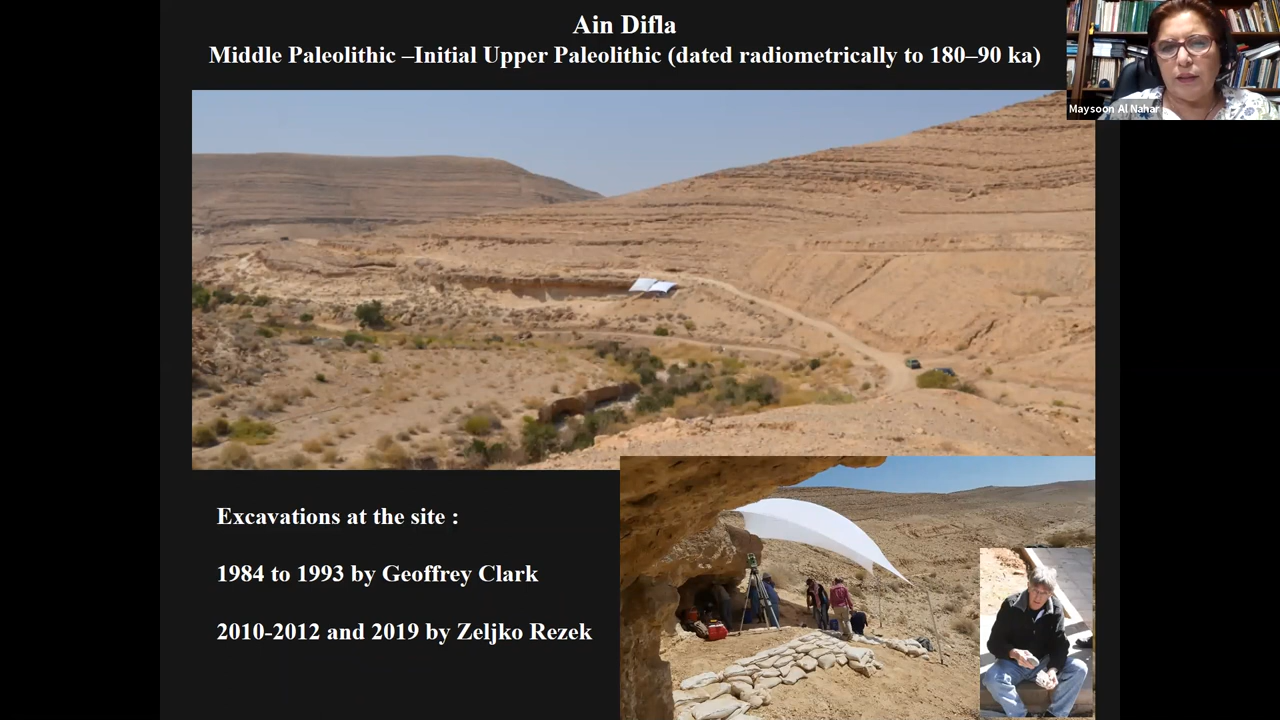 Ain Difla
Middle Paleolithic –Initial Upper Paleolithic (dated radiometrically to 180–90 ka)
Maysoon Al Nahar
Excavations at the site :
1984 to 1993 by Geoffrey Clark
2010-2012 and 2019 by Zeljko Rezek